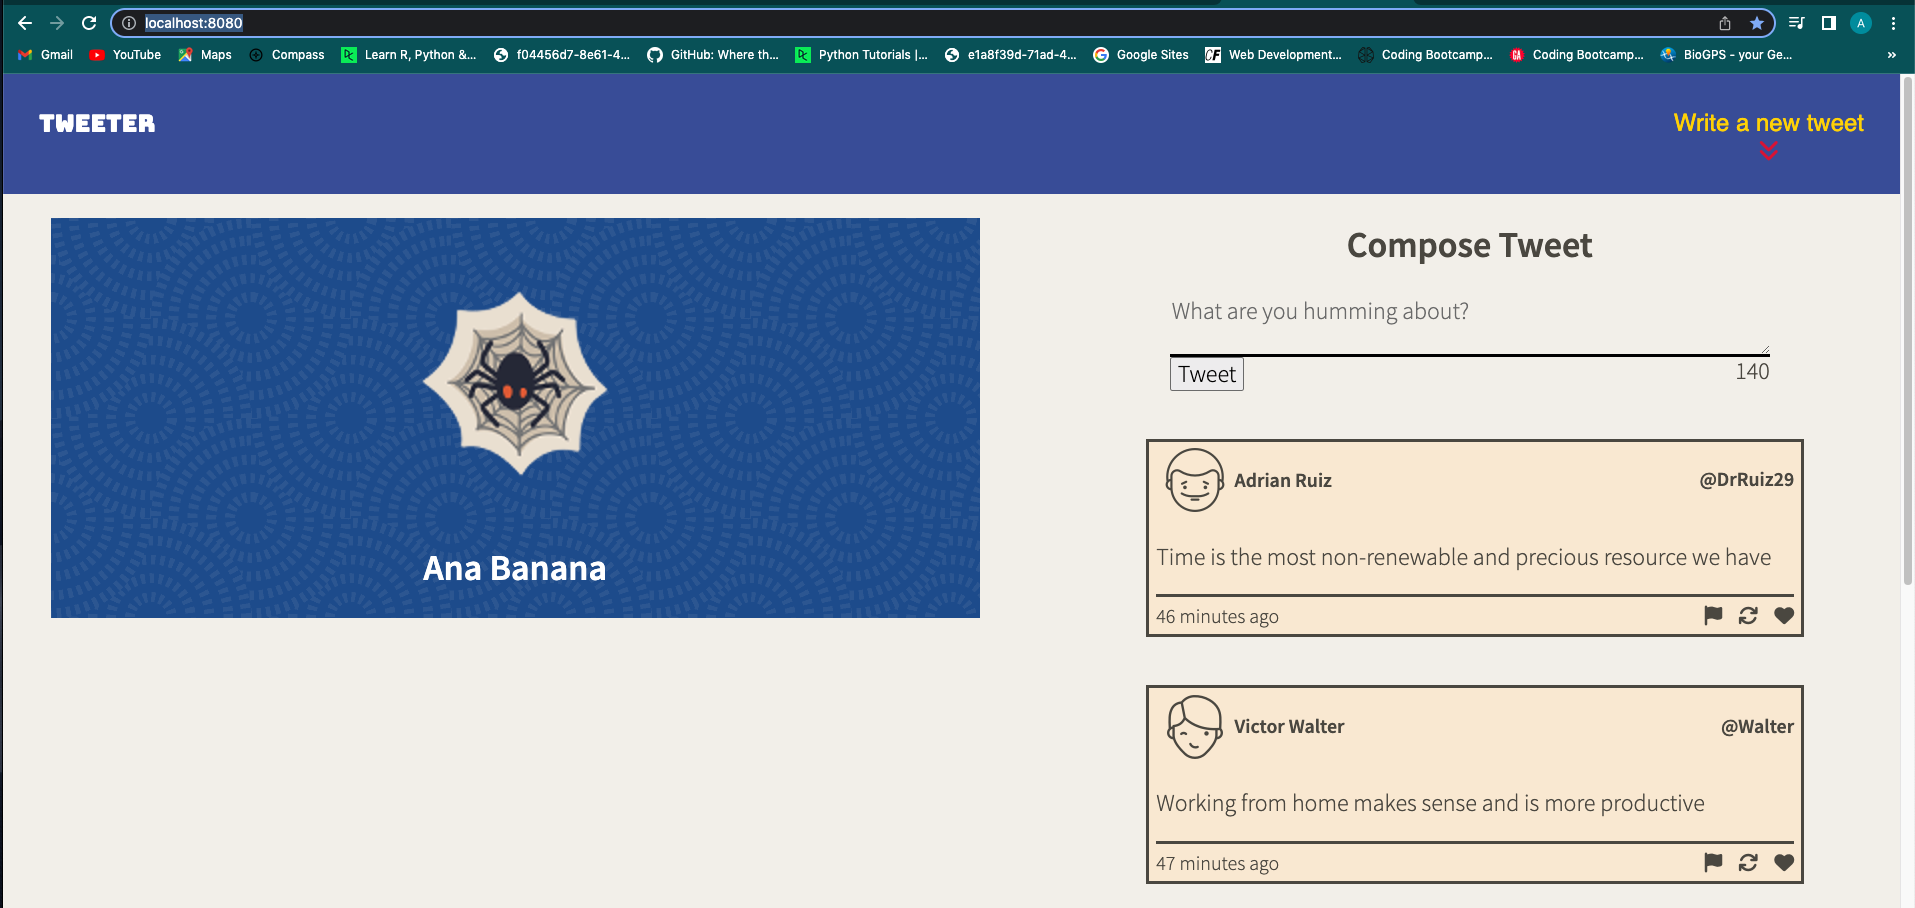 localhost:8080
A
Gmail YouTube Maps Compass Learn R, Python &... f04456d7-8e61-4... GitHub: Where th... Python Tutorials |... e1a8f39d-71ad-4... Google Sites Web Development... Coding Bootcamp... Coding Bootcamp... BioGPS - your Ge... »
TWEETER
Write a new tweet
Ana Banana
Compose Tweet
What are you humming about?
Tweet 140
Adrian Ruiz @DrRuiz29
Time is the most non-renewable and precious resource we have
46 minutes ago
Victor Walter @Walter
Working from home makes sense and is more productive
47 minutes ago